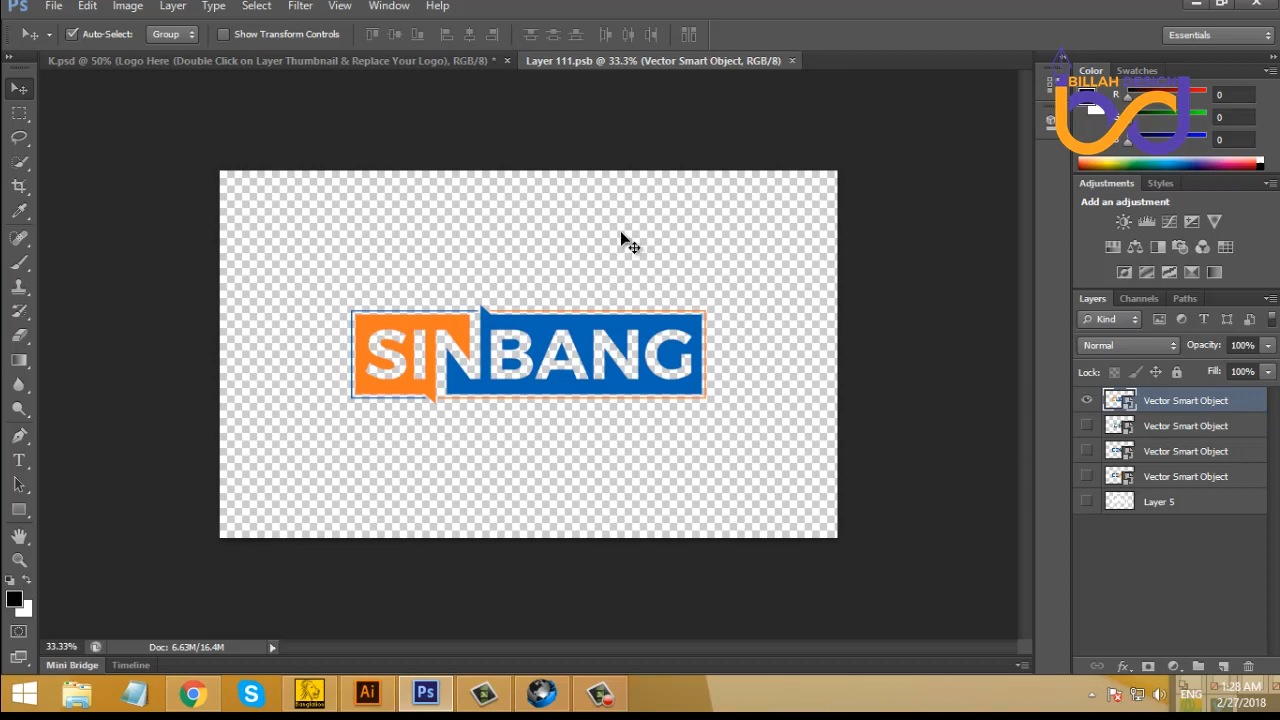 Ps File Edit Image Layer Type Select Filter View Window Help
Auto-Select: Group Show Transform Controls Essentials
K.psd @ 50% (Logo Here (Double Click on Layer Thumbnail & Replace Your Logo), RGB/8) * × Layer 111.psb @ 33.3% (Vector Smart Object, RGB/8) ×
Color Swatches
BILLAH DESIGN
R 0
0
0
Adjustments Styles
Add an adjustment
Layers Channels Paths
Kind
Normal Opacity: 100%
Lock: Fill: 100%
SINBANG
Vector Smart Object
Vector Smart Object
Vector Smart Object
Vector Smart Object
Layer 5
33.33% Doc: 6.63M/16.4M
Mini Bridge Timeline
Banglalion
Ai Ps
ENG 1:28 AM
2/27/2018